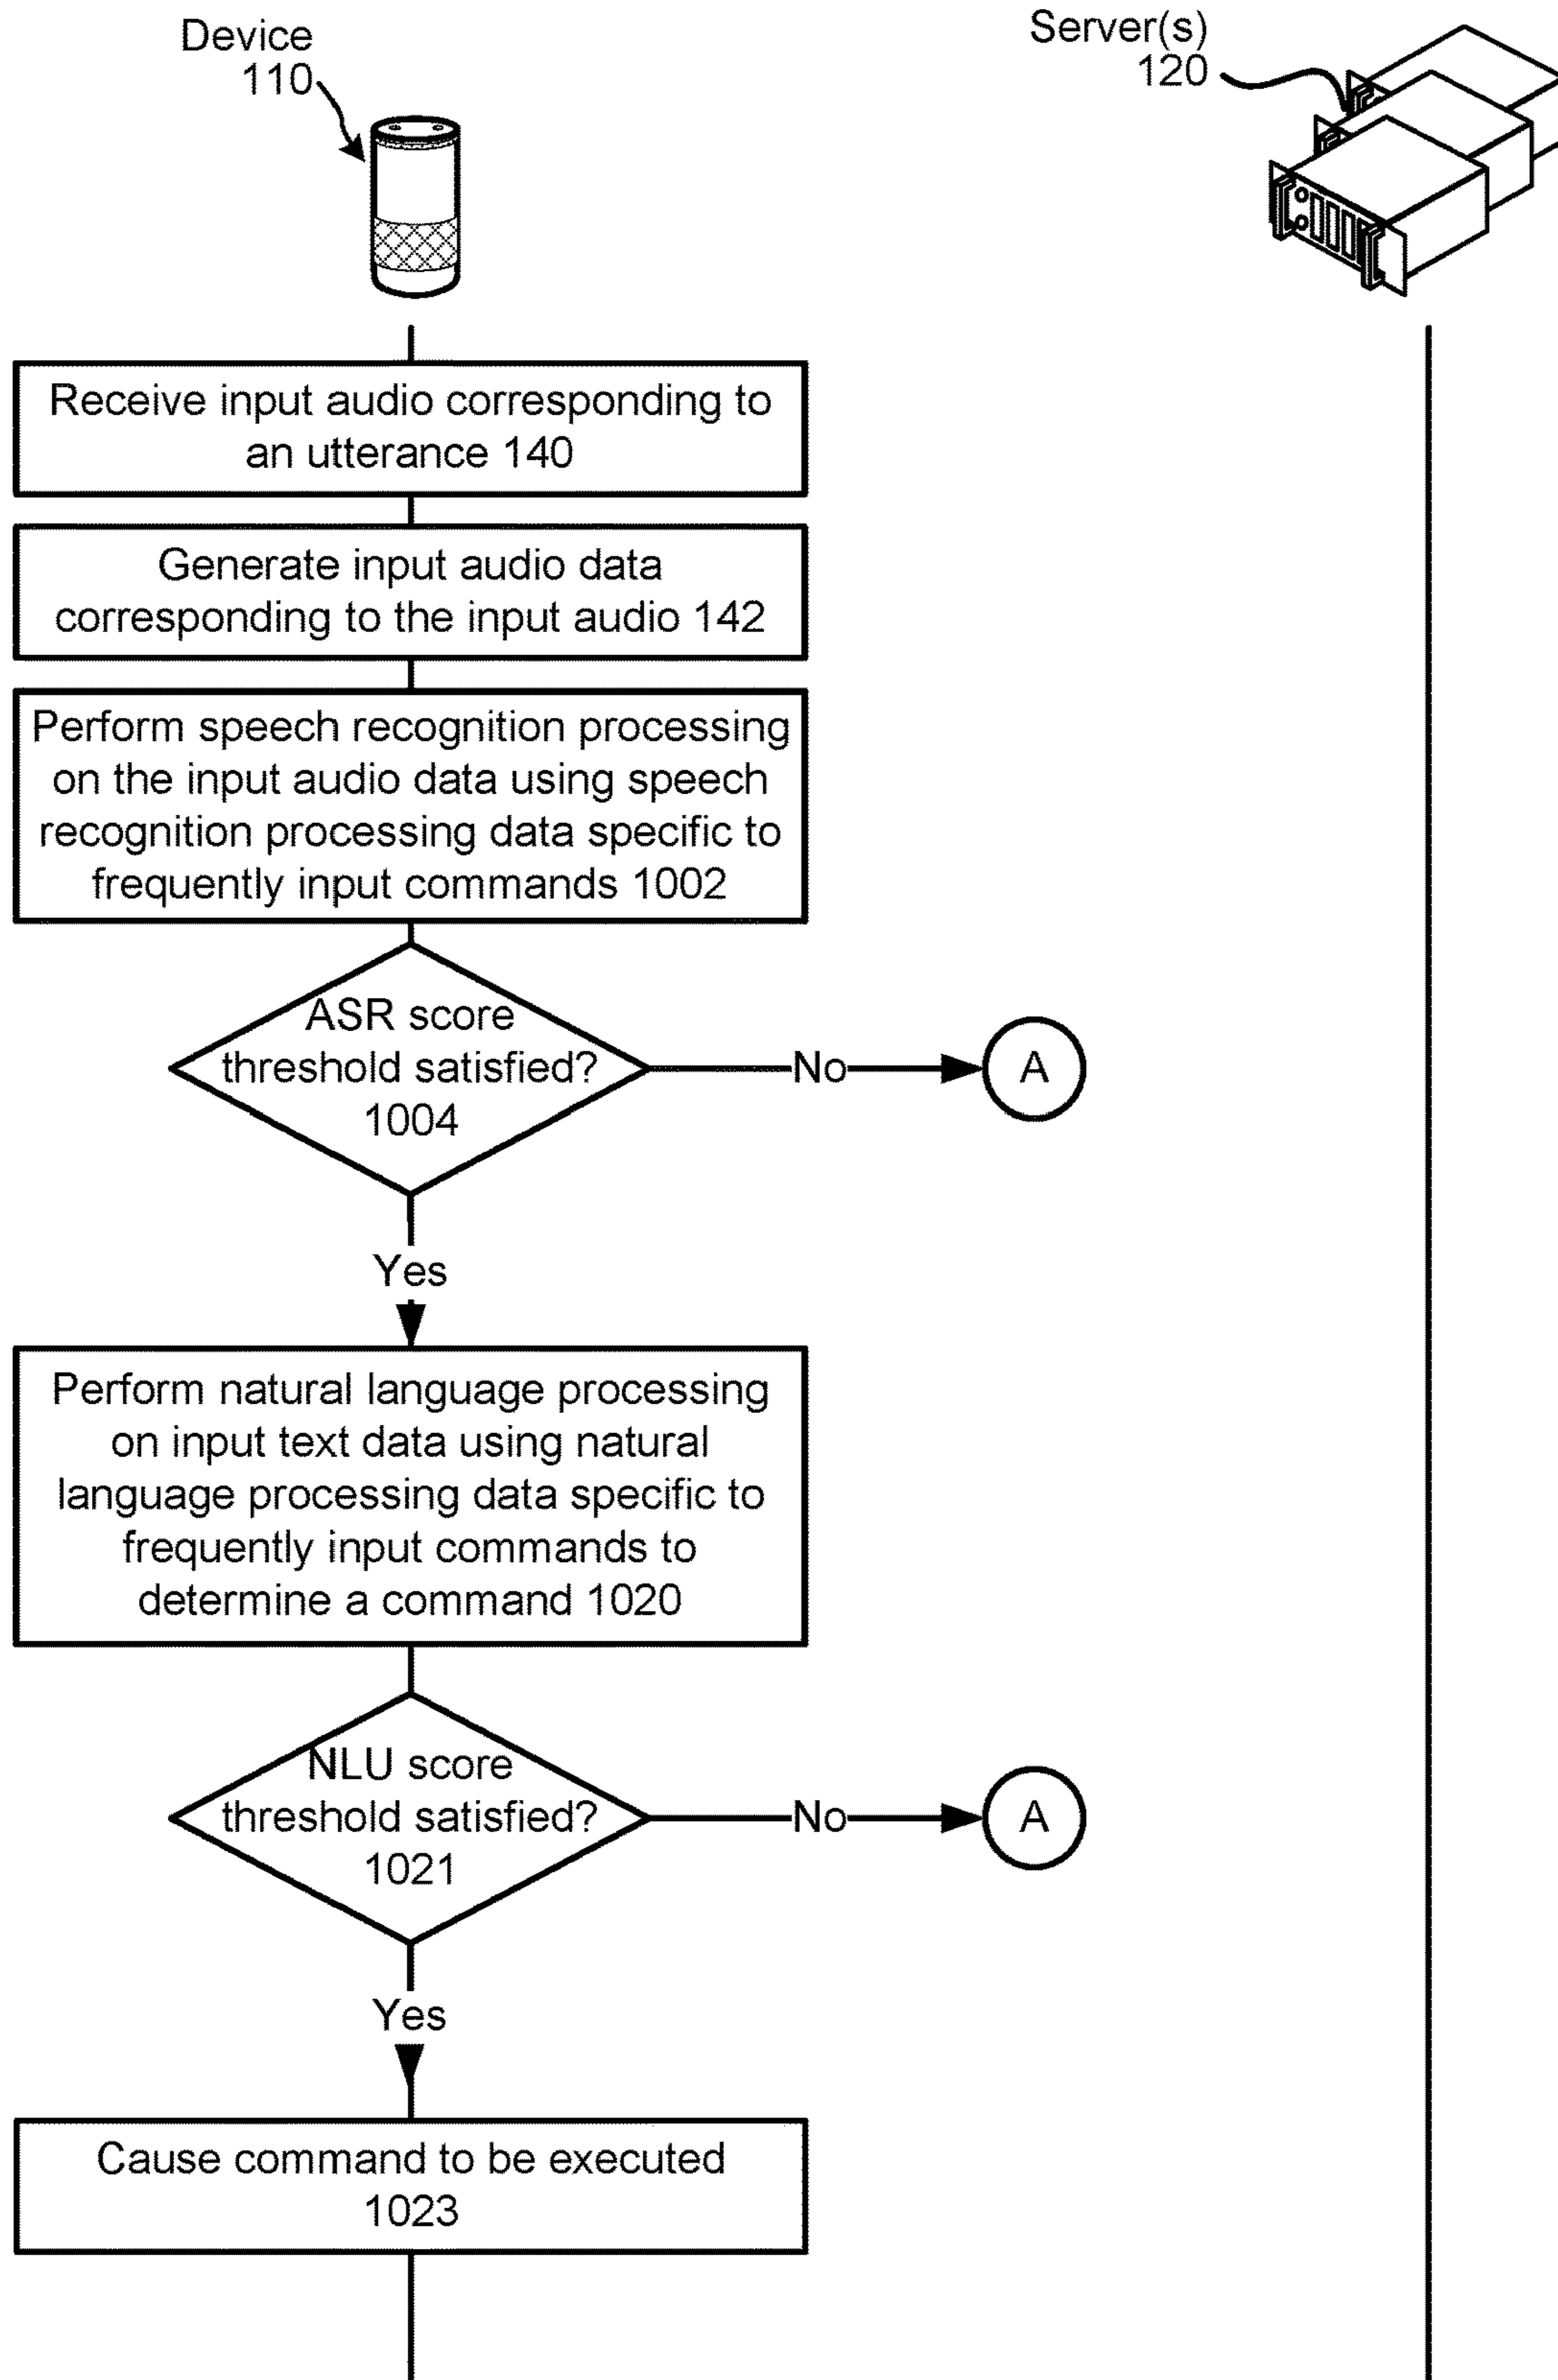 Device
110
Server(s)
120
Receive input audio corresponding to
an utterance 140
Generate input audio data
corresponding to the input audio 142
Perform speech recognition processing
on the input audio data using speech
recognition processing data specific to
frequently input commands 1002
ASR score
threshold satisfied?
1004
No
A
Yes
Perform natural language processing
on input text data using natural
language processing data specific to
frequently input commands to
determine a command 1020
NLU score
threshold satisfied?
1021
No
A
Yes
Cause command to be executed
1023